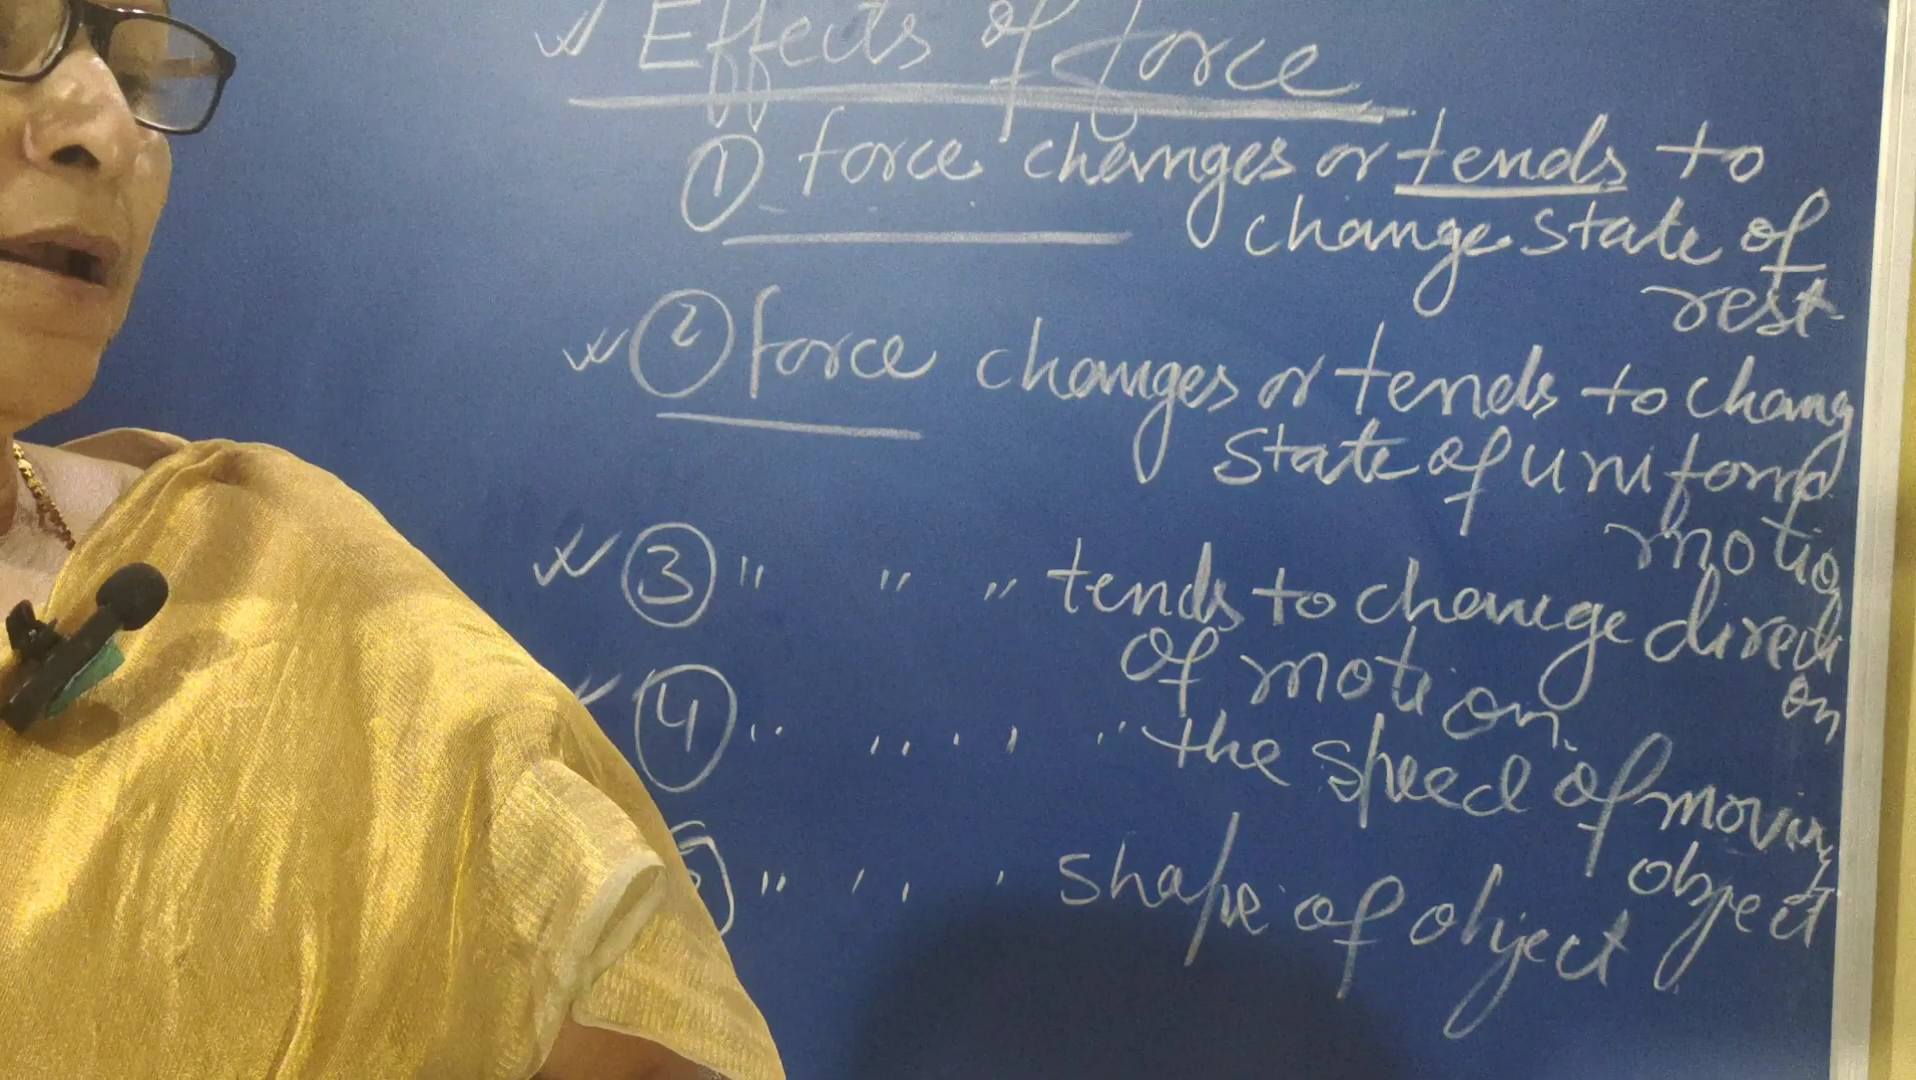 Effects of force
① force changes or tends to
change state of
rest
② force changes or tends to chang
state of uniform
motio
③ " " " tends to change directi
on
of motion.
④ " " " " the speed of moving
object
5 " " " shape of object